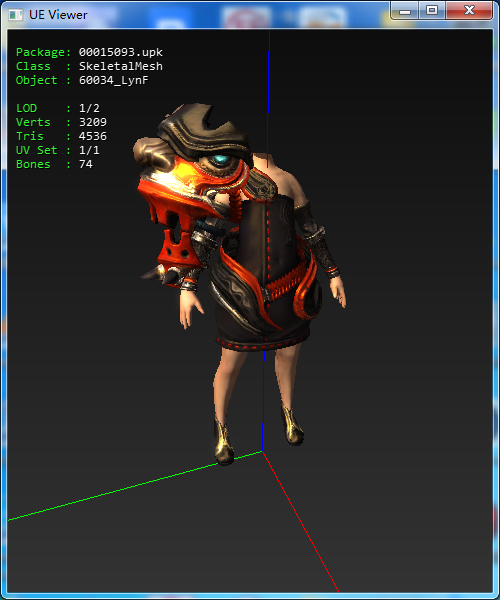 UE Viewer
Package: 00015093.upk
Class : SkeletalMesh
Object : 60034_LynF
LOD : 1/2
Verts : 3209
Tris : 4536
UV Set : 1/1
Bones : 74